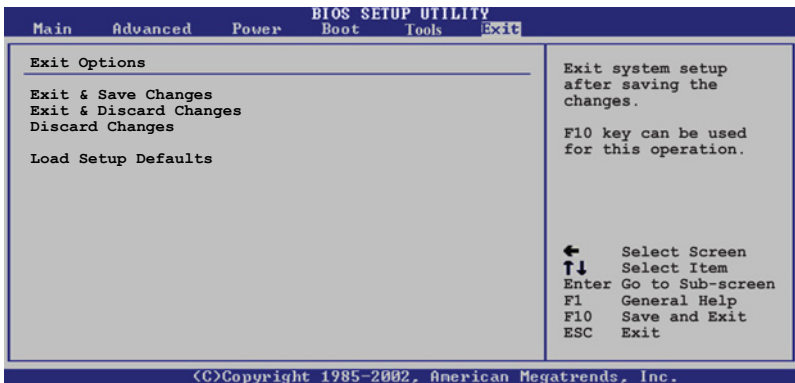 BIOS SETUP UTILITY
Main Advanced Power Boot Tools Exit
Exit Options
Exit & Save Changes
Exit & Discard Changes
Discard Changes
Load Setup Defaults
Exit system setup
after saving the
changes.
F10 key can be used
for this operation.
← Select Screen
↑↓ Select Item
Enter Go to Sub-screen
F1 General Help
F10 Save and Exit
ESC Exit
(C)Copyright 1985-2002, American Megatrends, Inc.